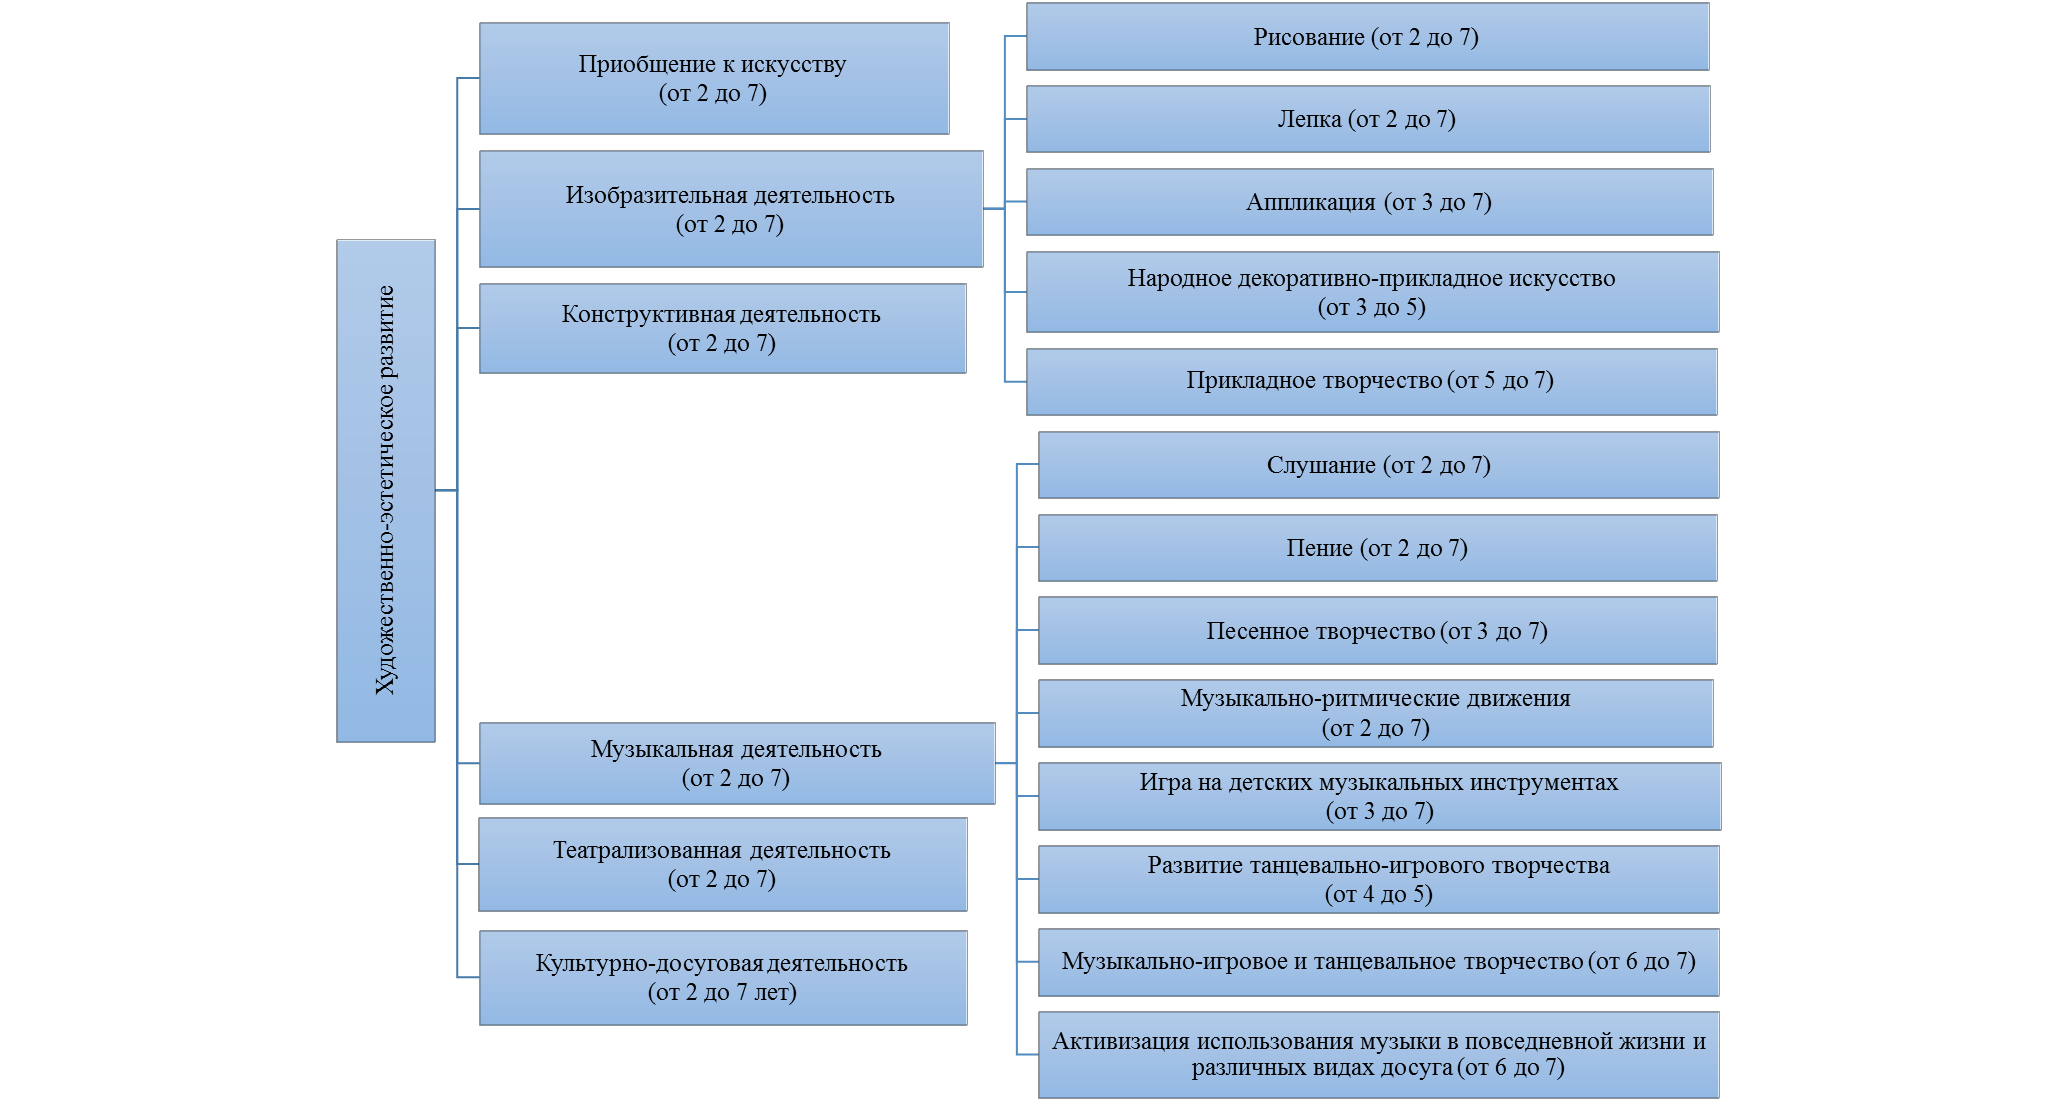 Художественно-эстетическое развитие
Приобщение к искусству
(от 2 до 7)
Изобразительная деятельность
(от 2 до 7)
Рисование (от 2 до 7)
Лепка (от 2 до 7)
Аппликация (от 3 до 7)
Народное декоративно-прикладное искусство
(от 3 до 5)
Прикладное творчество (от 5 до 7)
Конструктивная деятельность
(от 2 до 7)
Музыкальная деятельность
(от 2 до 7)
Слушание (от 2 до 7)
Пение (от 2 до 7)
Песенное творчество (от 3 до 7)
Музыкально-ритмические движения
(от 2 до 7)
Игра на детских музыкальных инструментах
(от 3 до 7)
Развитие танцевально-игрового творчества
(от 4 до 5)
Музыкально-игровое и танцевальное творчество (от 6 до 7)
Активизация использования музыки в повседневной жизни и
различных видах досуга (от 6 до 7)
Театрализованная деятельность
(от 2 до 7)
Культурно-досуговая деятельность
(от 2 до 7 лет)